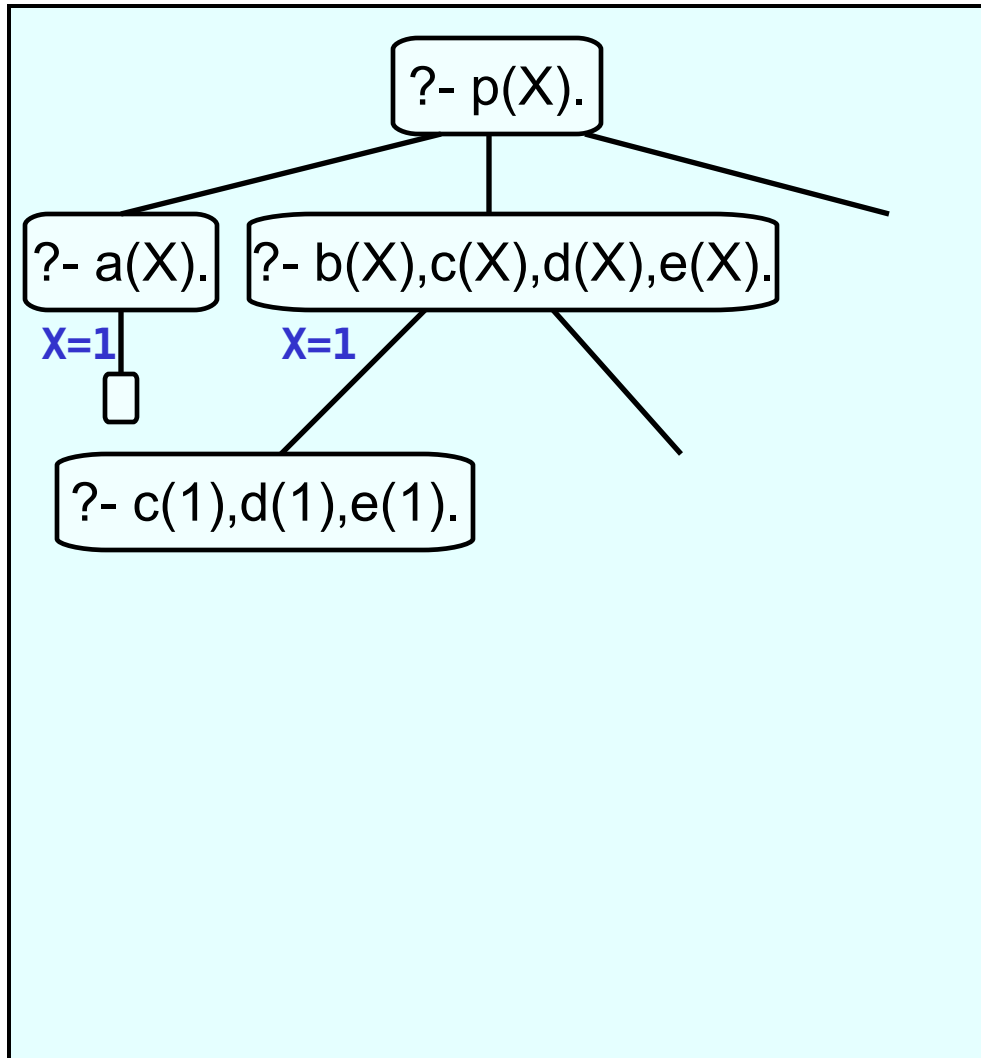 ?- p(X).
?- a(X).
?- b(X),c(X),d(X),e(X).
X=1
X=1
?- c(1),d(1),e(1).